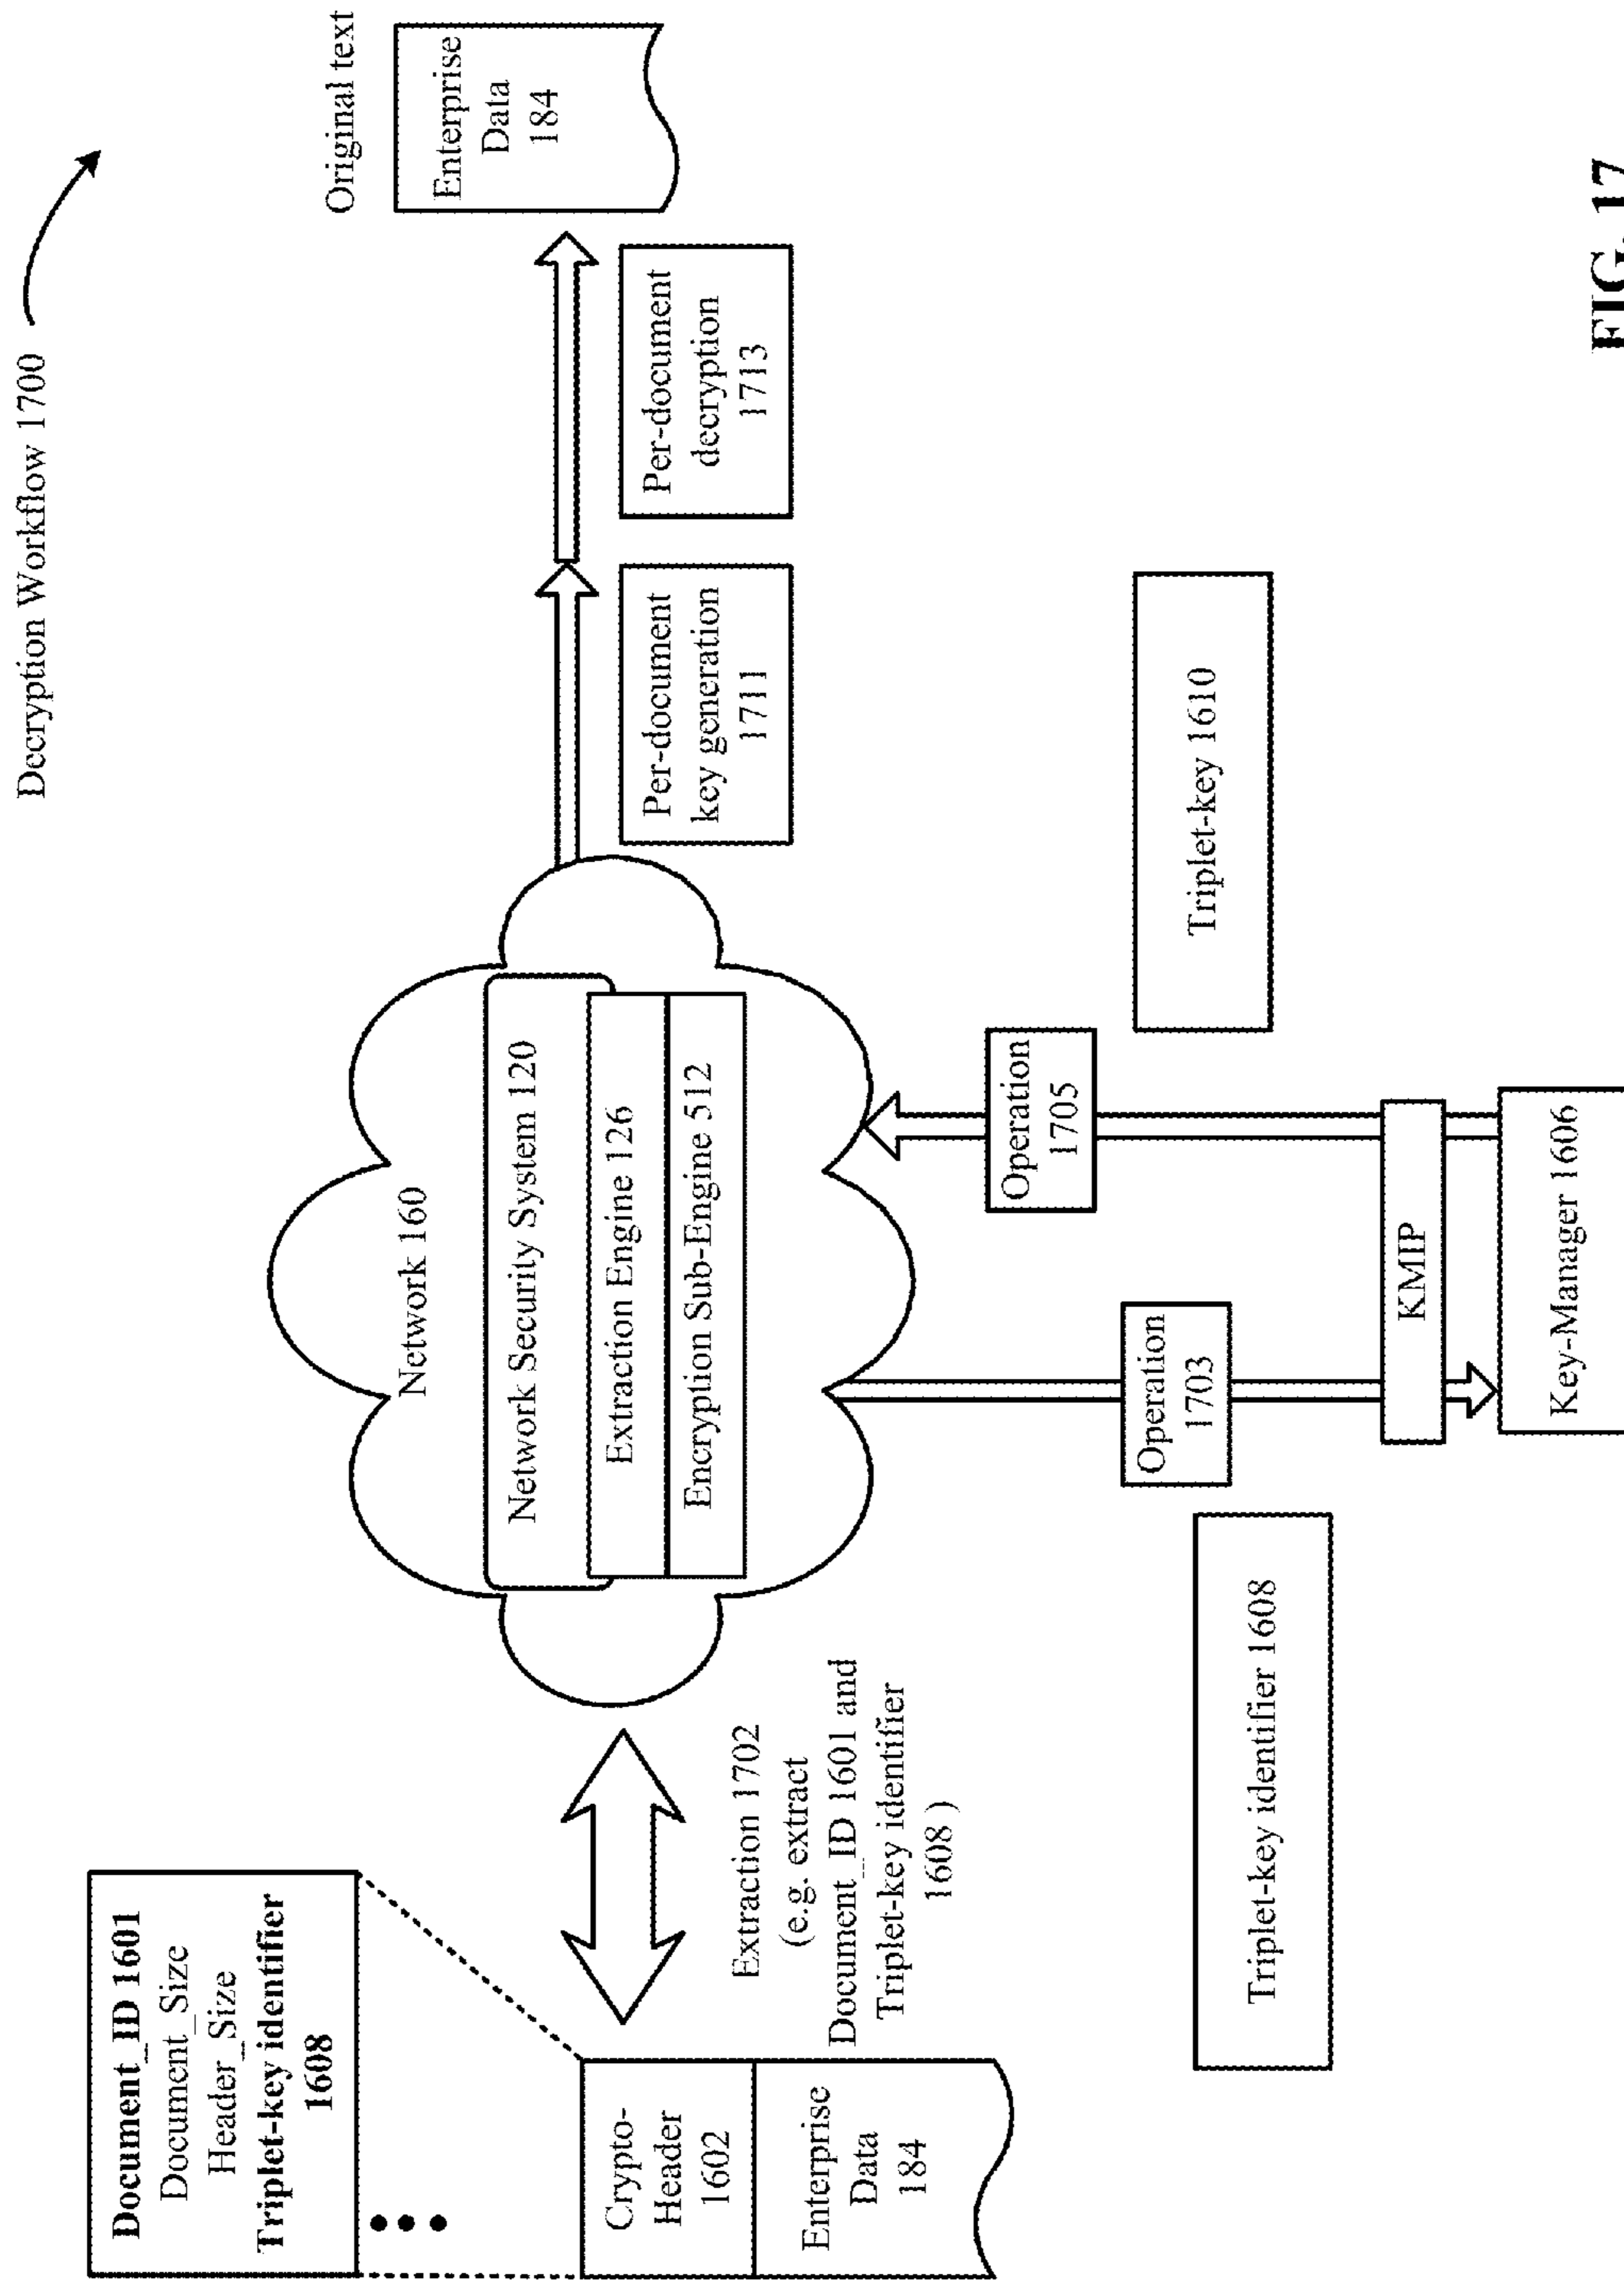 Decryption Workflow 1700
Document_ID 1601
Document_Size
Header_Size
Triplet-key identifier
1608
Crypto-
Header
1602
Enterprise
Data
184
Extraction 1702
(e.g. extract
Document_ID 1601 and
Triplet-key identifier
1608 )
Network 160
Network Security System 120
Extraction Engine 126
Encryption Sub-Engine 512
Per-document
key generation
1711
Per-document
decryption
1713
Original text
Enterprise
Data
184
Triplet-key identifier 1608
Operation
1703
Operation
1705
Triplet-key 1610
KMIP
Key-Manager 1606
FIG. 17